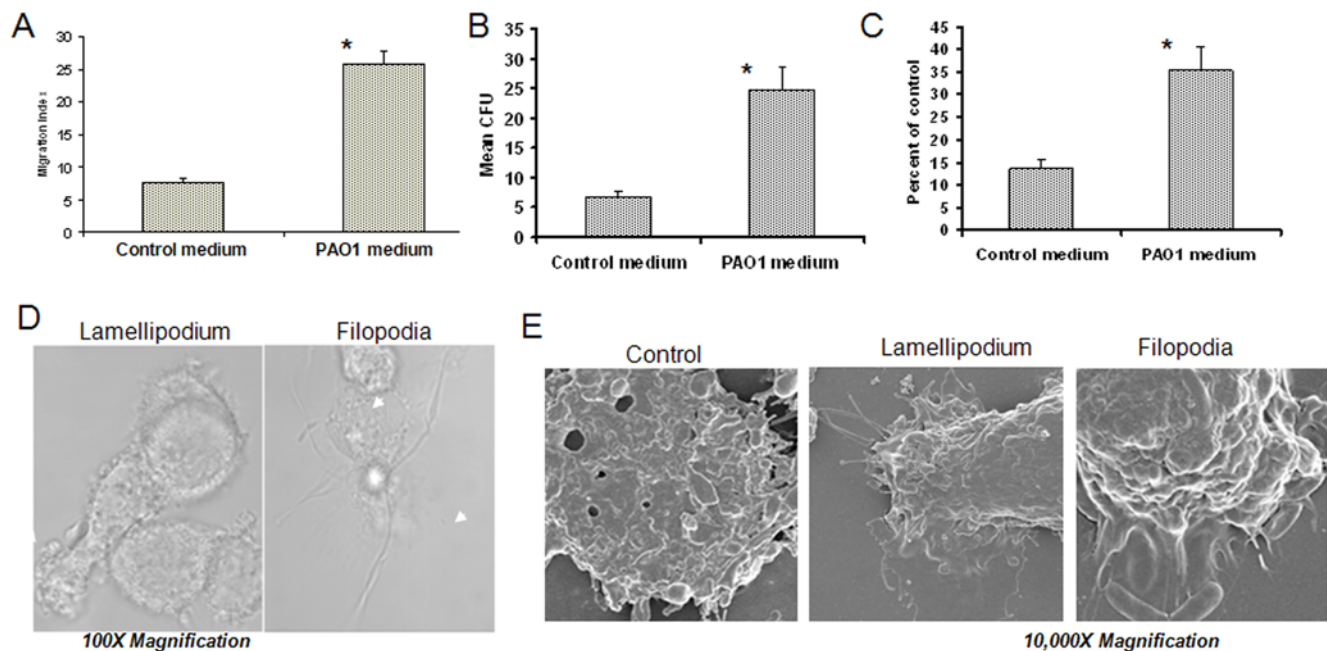 A
Migration Index
30
25
20
15
10
5
0
*
Control medium
PAO1 medium
B
Mean CFU
35
30
25
20
15
10
5
0
*
Control medium
PAO1 medium
C
Percent of control
45
40
35
30
25
20
15
10
5
0
*
Control medium
PAO1 medium
D
Lamellipodium
Filopodia
100X Magnification
E
Control
Lamellipodium
Filopodia
10,000X Magnification